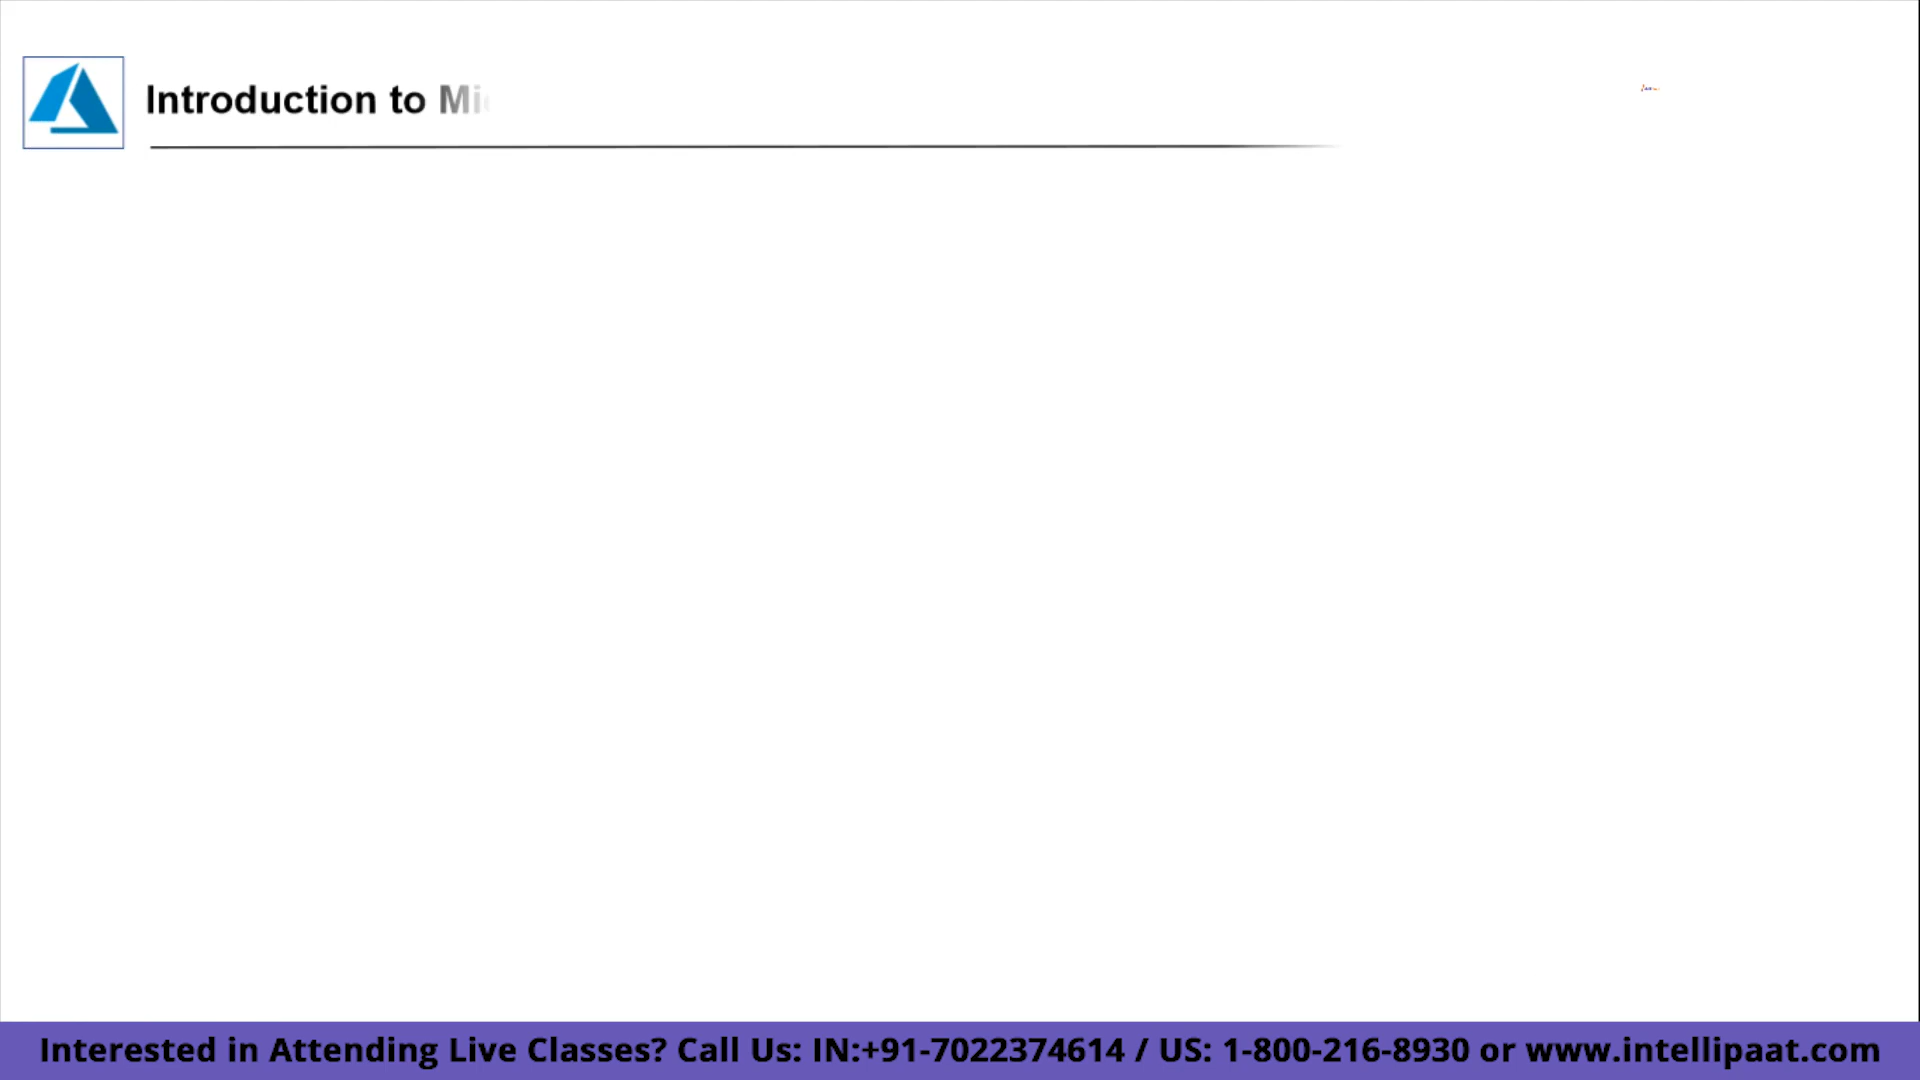 Introduction to Mi
Interested in Attending Live Classes? Call Us: IN:+91-7022374614 / US: 1-800-216-8930 or www.intellipaat.com